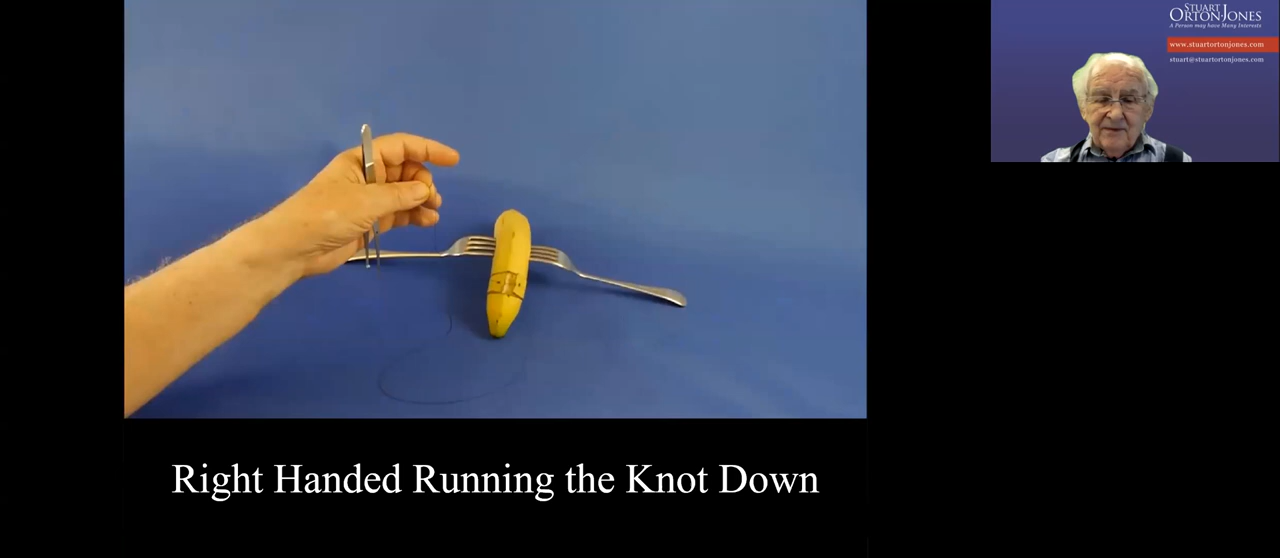 STUART
ORTON-JONES
A Person may have Many Interests
www.stuartortonjones.com
stuart@stuartortonjones.com
Right Handed Running the Knot Down